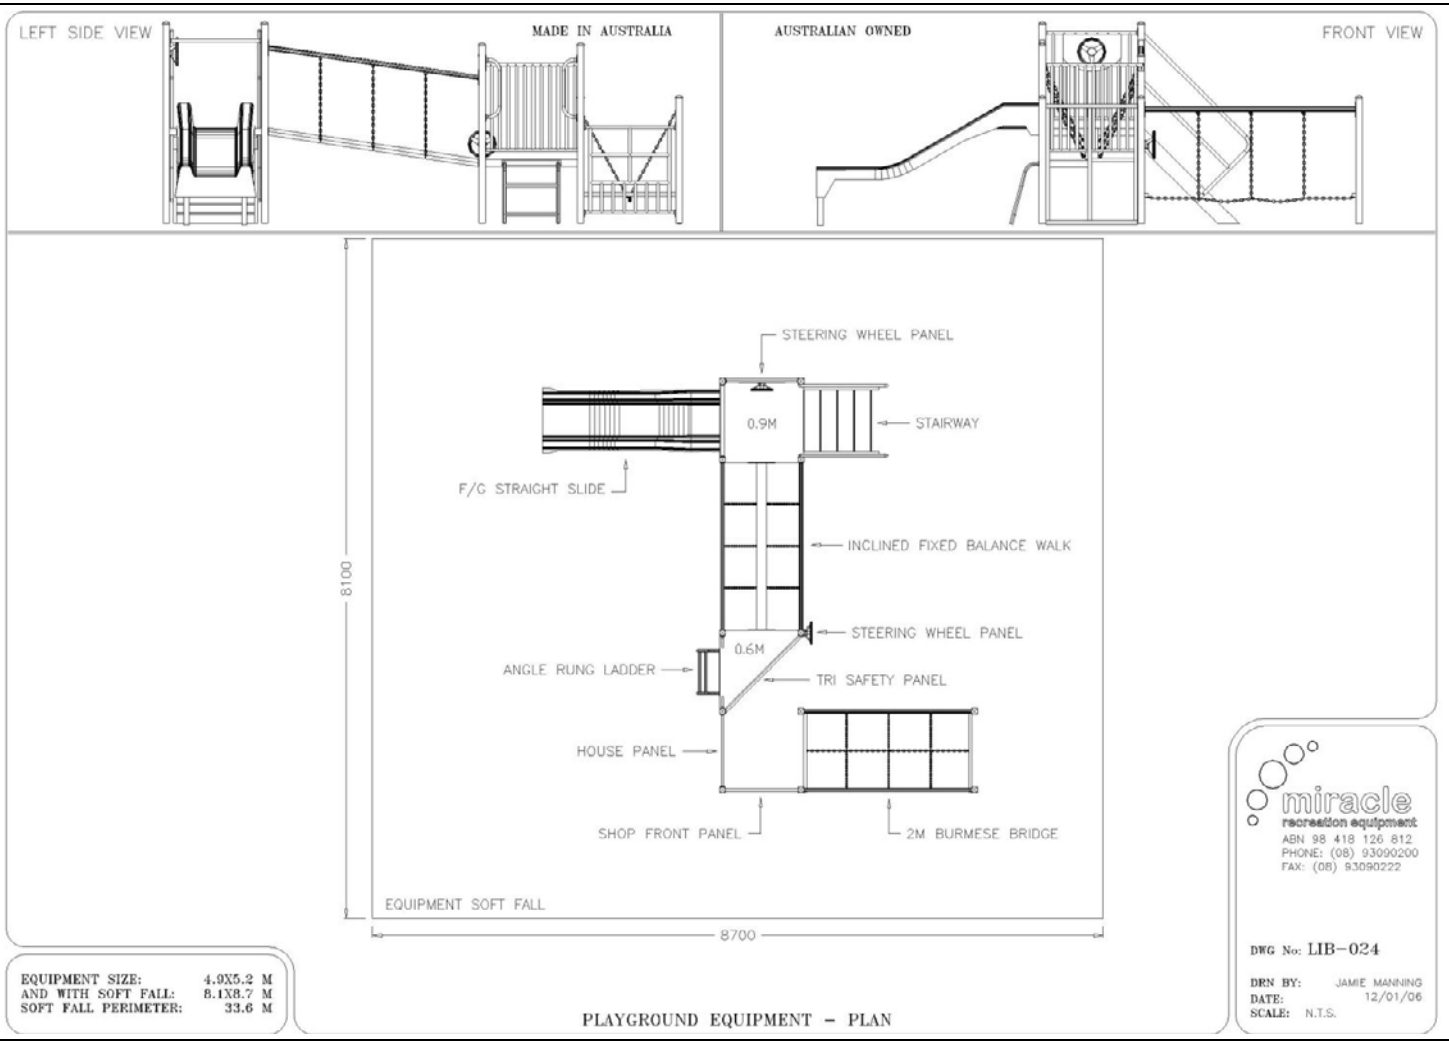 LEFT SIDE VIEW
MADE IN AUSTRALIA
AUSTRALIAN OWNED
FRONT VIEW
STEERING WHEEL PANEL
0.9M
STAIRWAY
F/G STRAIGHT SLIDE
INCLINED FIXED BALANCE WALK
8100
STEERING WHEEL PANEL
0.6M
ANGLE RUNG LADDER
TRI SAFETY PANEL
HOUSE PANEL
SHOP FRONT PANEL
2M BURMESE BRIDGE
EQUIPMENT SOFT FALL
8700
miracle
recreation equipment
ABN 98 418 126 812
PHONE: (08) 93090200
FAX: (08) 93090222
DWG No: LIB-024
DRN BY: JAMIE MANNING
DATE: 12/01/06
SCALE: N.T.S.
EQUIPMENT SIZE: 4.9X5.2 M
AND WITH SOFT FALL: 8.1X8.7 M
SOFT FALL PERIMETER: 33.6 M
PLAYGROUND EQUIPMENT - PLAN